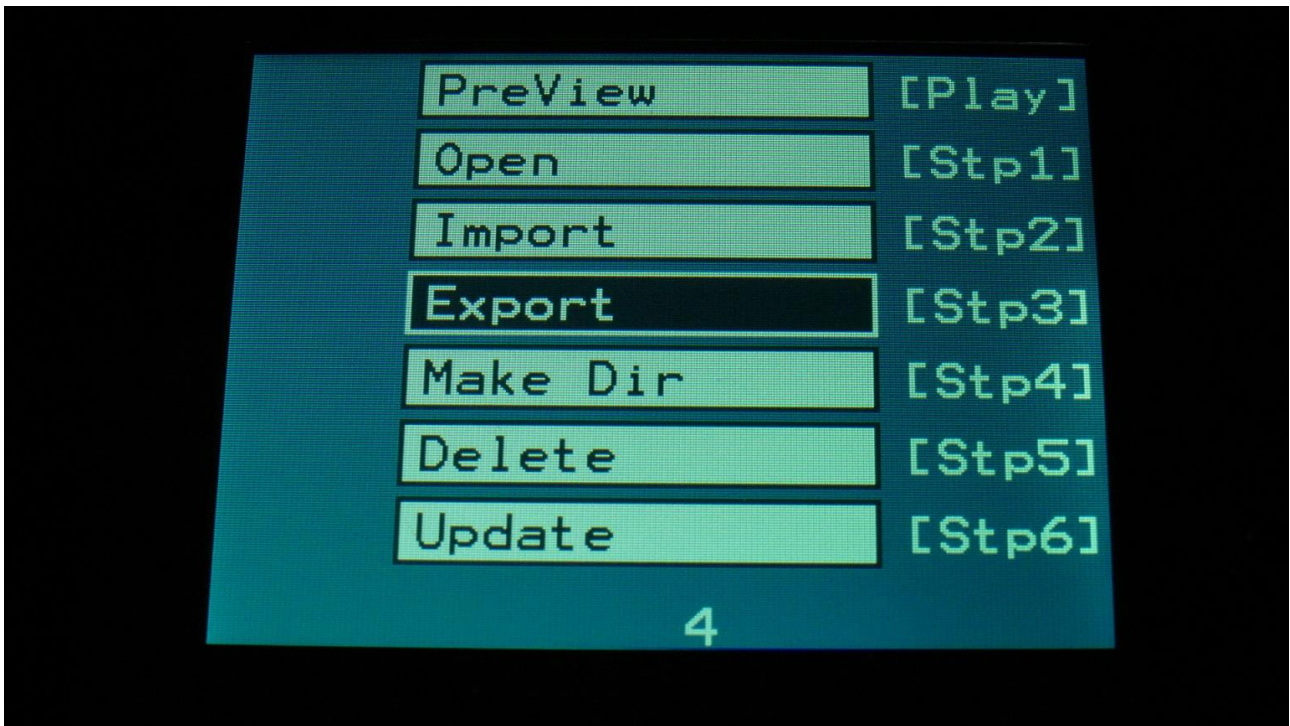 PreView [Play]
Open [Stp1]
Import [Stp2]
Export [Stp3]
Make Dir [Stp4]
Delete [Stp5]
Update [Stp6]
4